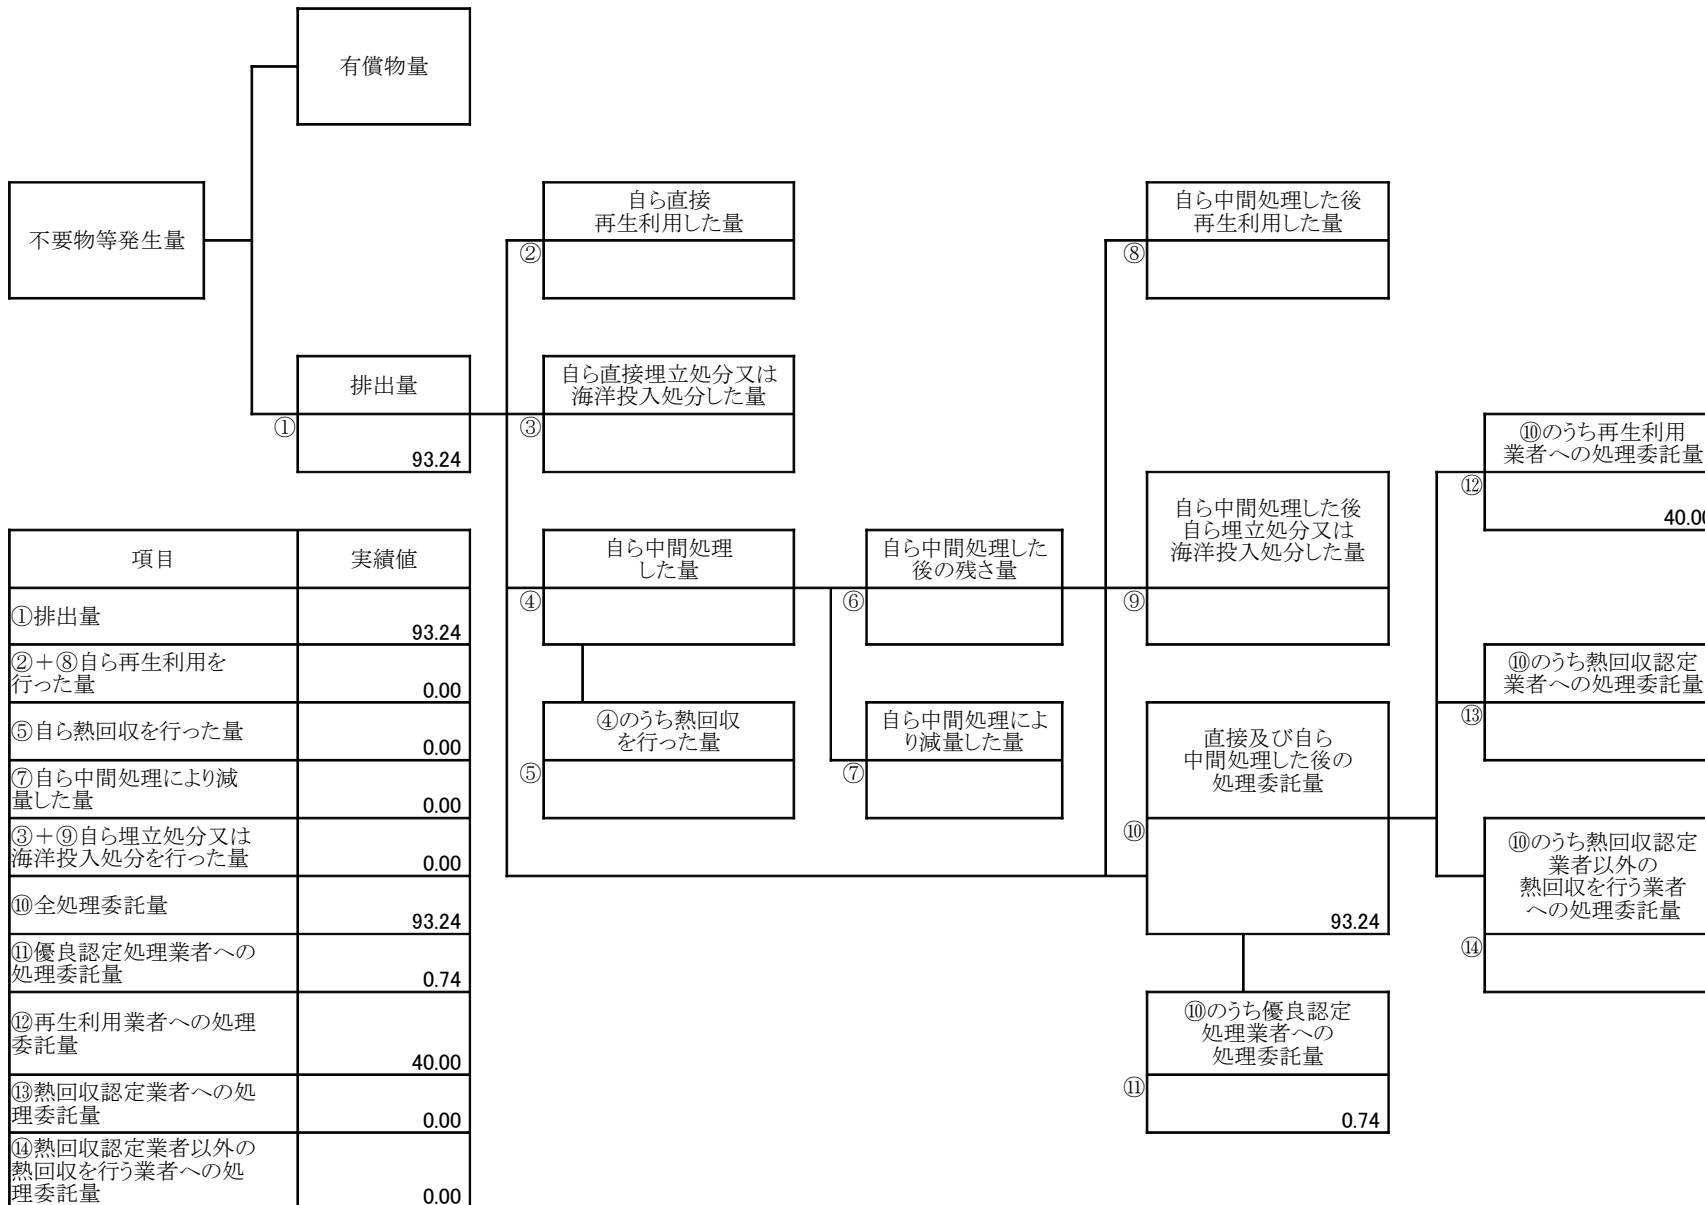 有償物量
不要物等発生量
自ら直接
再生利用した量
②
自ら中間処理した後
再生利用した量
⑧
排出量
①
93.24
自ら直接埋立処分又は
海洋投入処分した量
③
⑩のうち再生利用
業者への処理委託量
⑫
40.00
自ら中間処理
した量
④
自ら中間処理した
後の残さ量
⑥
自ら中間処理した後
自ら埋立処分又は
海洋投入処分した量
⑨
⑩のうち熱回収認定
業者への処理委託量
⑬
④のうち熱回収
を行った量
⑤
自ら中間処理によ
り減量した量
⑦
直接及び自ら
中間処理した後の
処理委託量
⑩
93.24
⑩のうち熱回収認定
業者以外の
熱回収を行う業者
への処理委託量
⑭
⑩のうち優良認定
処理業者への
処理委託量
⑪
0.74
項目 実績値
①排出量
93.24
②+⑧自ら再生利用を
行った量
0.00
⑤自ら熱回収を行った量
0.00
⑦自ら中間処理により減
量した量
0.00
③+⑨自ら埋立処分又は
海洋投入処分を行った量
0.00
⑩全処理委託量
93.24
⑪優良認定処理業者への
処理委託量
0.74
⑫再生利用業者への処理
委託量
40.00
⑬熱回収認定業者への処
理委託量
0.00
⑭熱回収認定業者以外の
熱回収を行う業者への処
理委託量
0.00